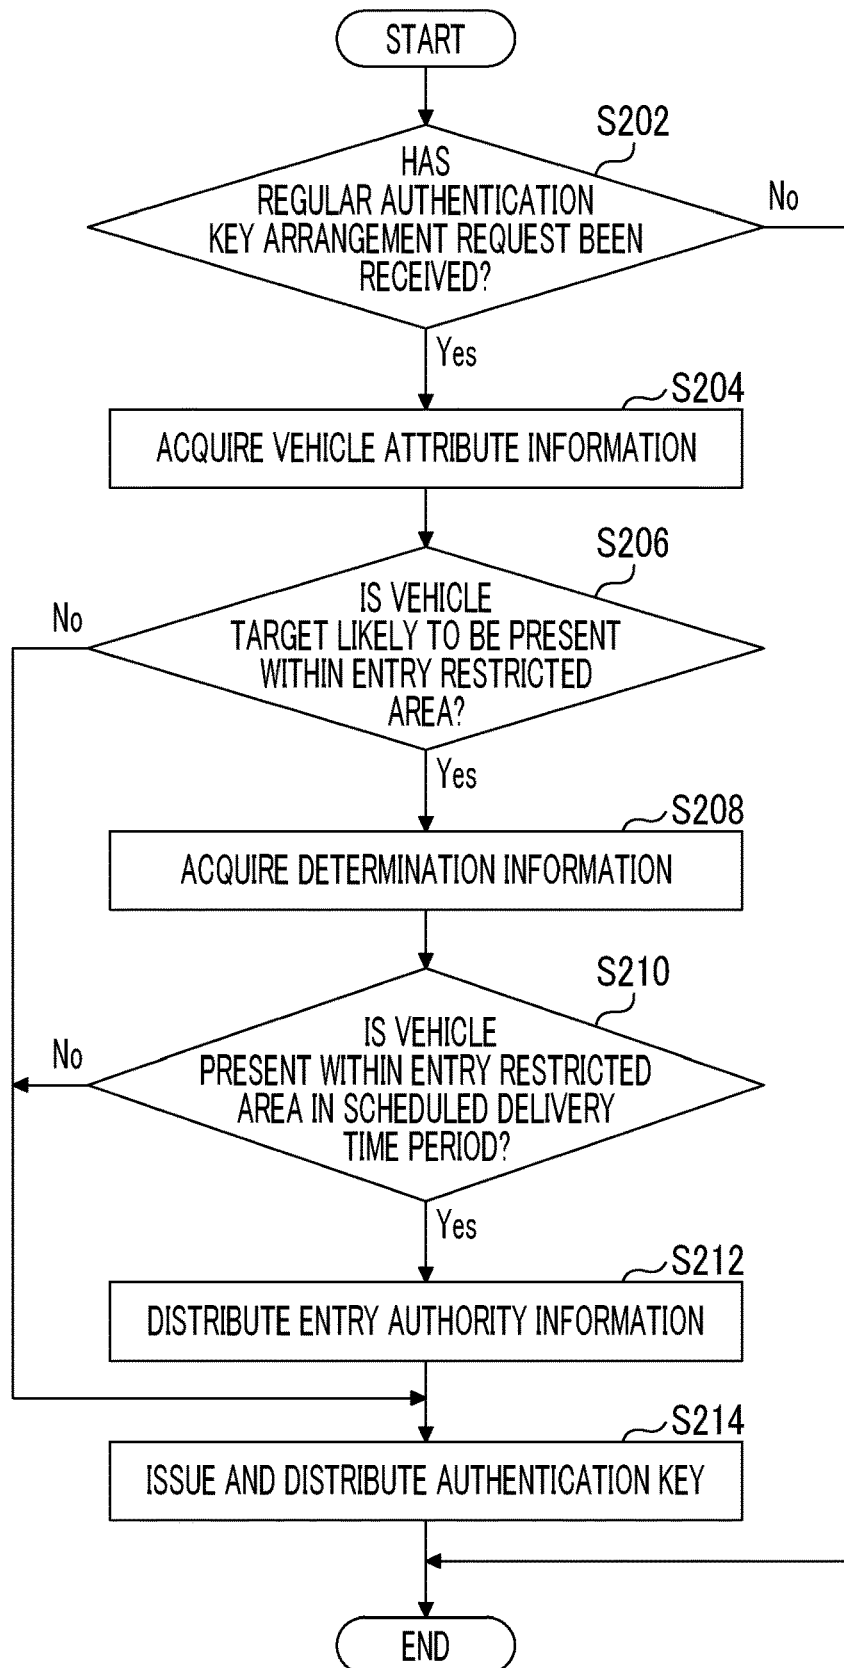 START
S202
HAS
REGULAR AUTHENTICATION
KEY ARRANGEMENT REQUEST BEEN
RECEIVED?
No
Yes
S204
ACQUIRE VEHICLE ATTRIBUTE INFORMATION
S206
IS VEHICLE
TARGET LIKELY TO BE PRESENT
WITHIN ENTRY RESTRICTED
AREA?
No
Yes
S208
ACQUIRE DETERMINATION INFORMATION
S210
IS VEHICLE
PRESENT WITHIN ENTRY RESTRICTED
AREA IN SCHEDULED DELIVERY
TIME PERIOD?
No
Yes
S212
DISTRIBUTE ENTRY AUTHORITY INFORMATION
S214
ISSUE AND DISTRIBUTE AUTHENTICATION KEY
END